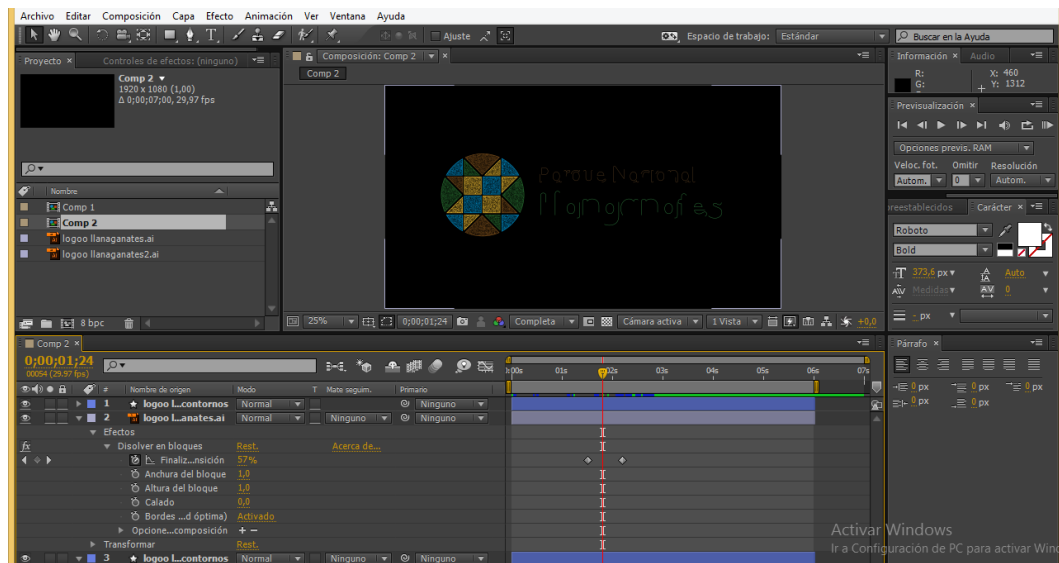 Archivo Editar Composición Capa Efecto Animación Ver Ventana Ayuda
Ajuste
Espacio de trabajo: Estándar
Buscar en la Ayuda
Proyecto × Controles de efectos: (ninguno)
Comp 2
1920 x 1080 (1,00)
Δ 0;00;07;00, 29,97 fps
Nombre
Comp 1
Comp 2
logoo llanaganates.ai
logoo llanaganates2.ai
8 bpc
Composición: Comp 2
Comp 2
Parque Nacional
25% 0;00;01;24 Completa Cámara activa 1 Vista +0,0
Información × Audio
R: X: 460
G: Y: 1312
Previsualización ×
Opciones previs. RAM
Veloc. fot. Omitir Resolución
Autom. 0 Autom.
reestablecidos Carácter ×
Roboto
Bold
373,6 px Auto
Medidas 0
- px
Párrafo ×
0 px 0 px 0 px
0 px 0 px
Comp 2 ×
0;00;01;24
00054 (29.97 fps)
Nombre de origen Modo T Mate seguim. Primario
1 logoo l...contornos Normal Ninguno
2 logoo l...anates.ai Normal Ninguno Ninguno
Efectos
fx Disolver en bloques Rest. Acerca de...
Finaliz...nsición 57%
Anchura del bloque 1,0
Altura del bloque 1,0
Calado 0,0
Bordes ...d óptima) Activado
Opcione...composición + −
Transformar Rest.
3 logoo l...contornos Normal Ninguno Ninguno
01s 02s 03s 04s 05s 06s 07s
Activar Windows
Ir a Configuración de PC para activar Win